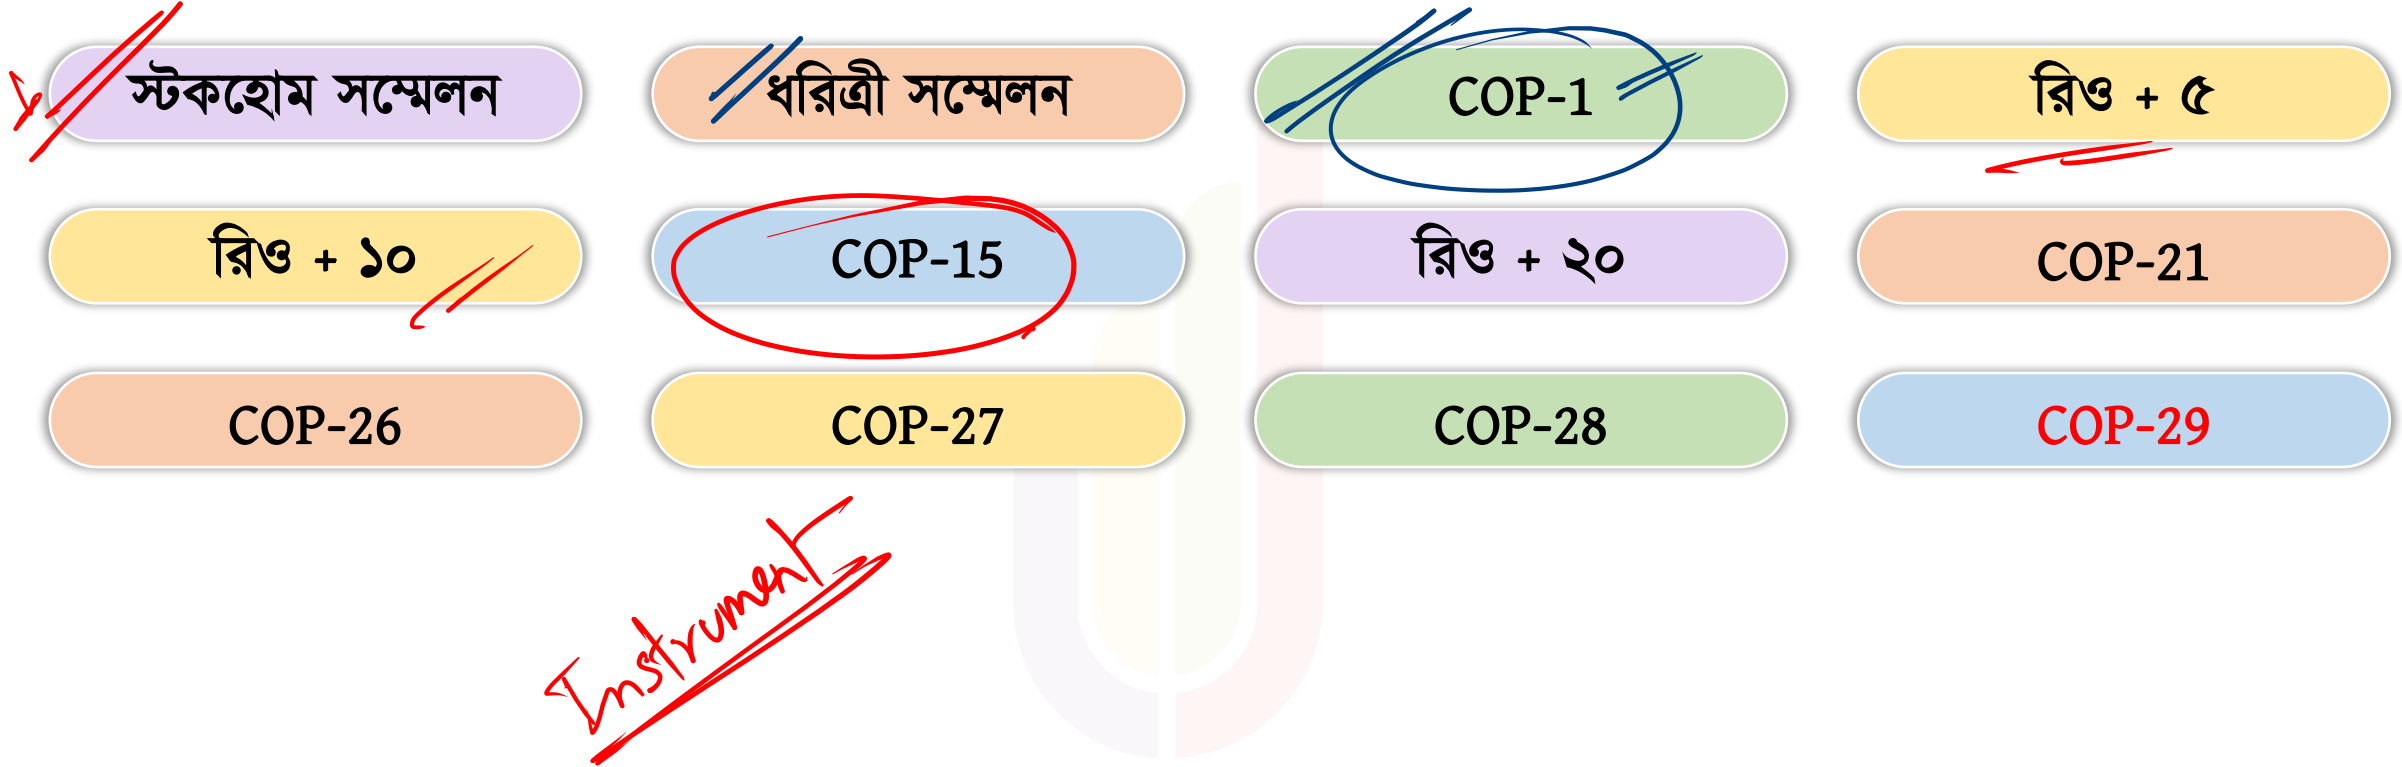 স্টকহোম সম্মেলন
ধরিত্রী সম্মেলন
COP-1
রিও + ৫
রিও + ১০
COP-15
রিও + ২০
COP-21
COP-26
COP-27
COP-28
COP-29
Instrument